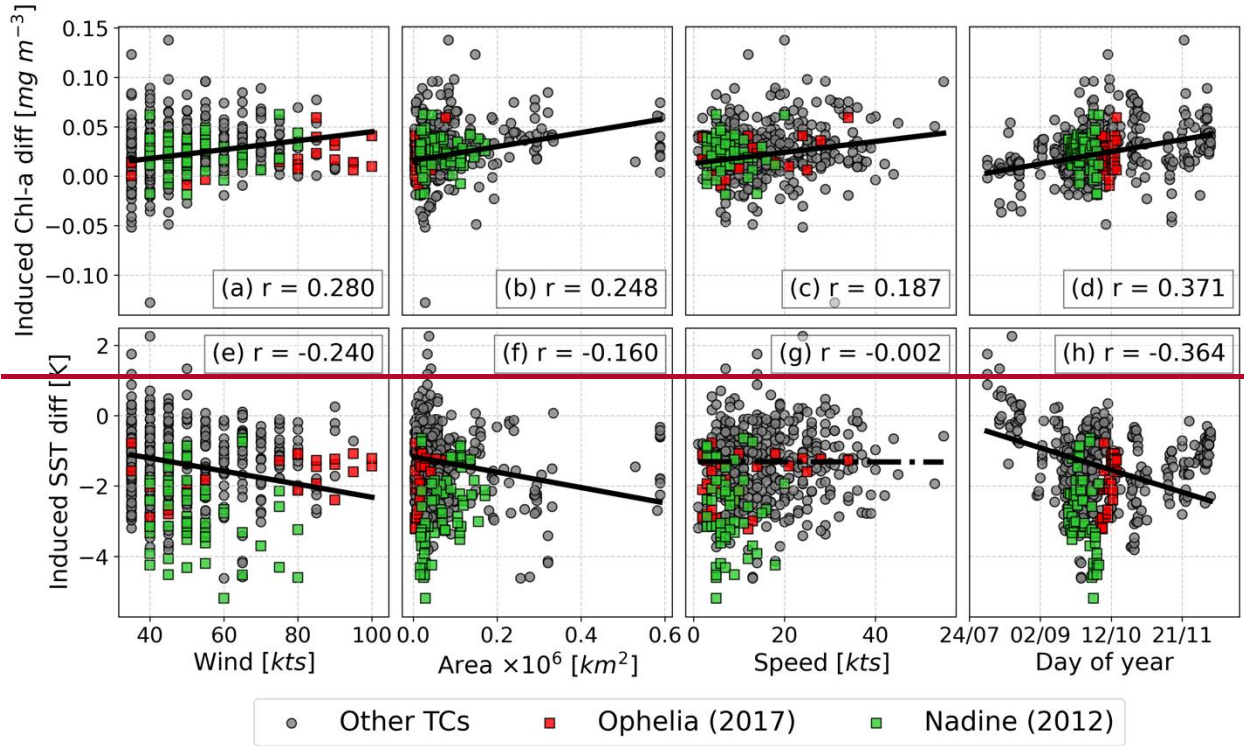 Induced Chl-a diff [mg m⁻³]
0.15
0.10
0.05
0.00
−0.05
−0.10
(a) r = 0.280
(b) r = 0.248
(c) r = 0.187
(d) r = 0.371
Induced SST diff [K]
2
0
−2
−4
(e) r = -0.240
(f) r = -0.160
(g) r = -0.002
(h) r = -0.364
40 60 80 100
0.0 0.2 0.4 0.6
0 20 40
24/07 02/09 12/10 21/11
Wind [kts]
Area ×10⁶ [km²]
Speed [kts]
Day of year
Other TCs
Ophelia (2017)
Nadine (2012)